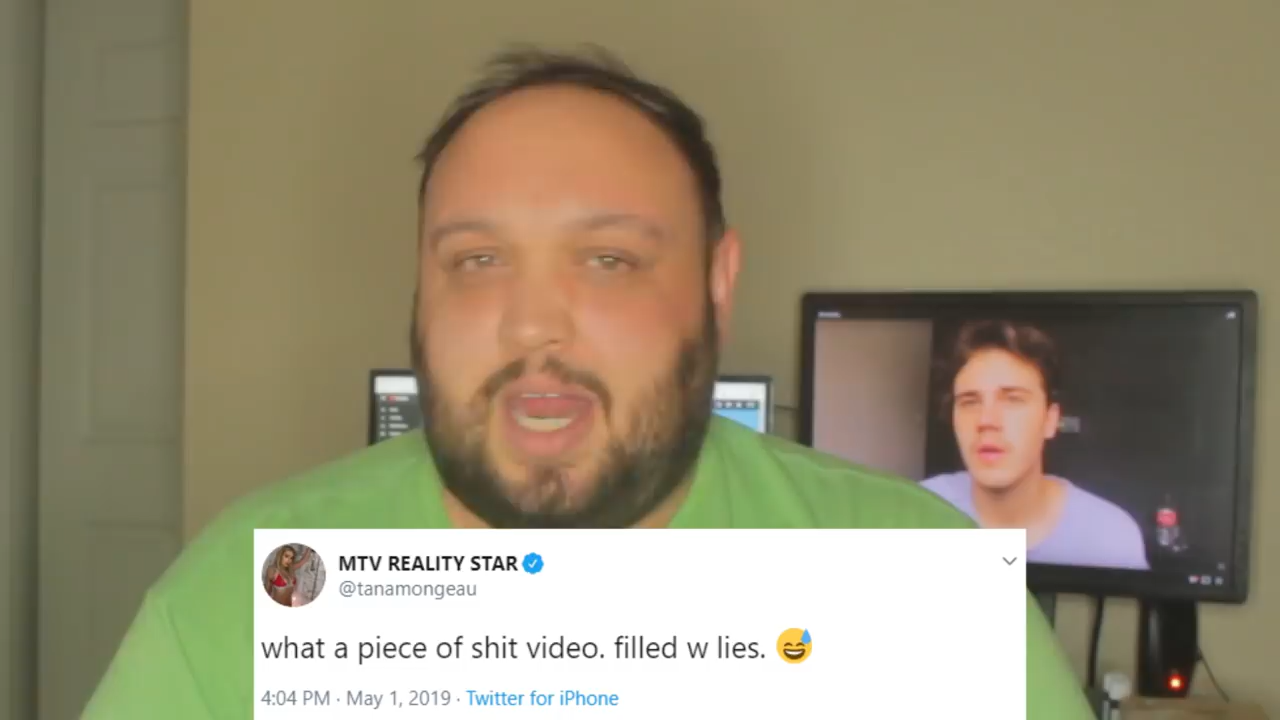 MTV REALITY STAR
@tanamongeau
what a piece of shit video. filled w lies. 😅
4:04 PM · May 1, 2019 · Twitter for iPhone